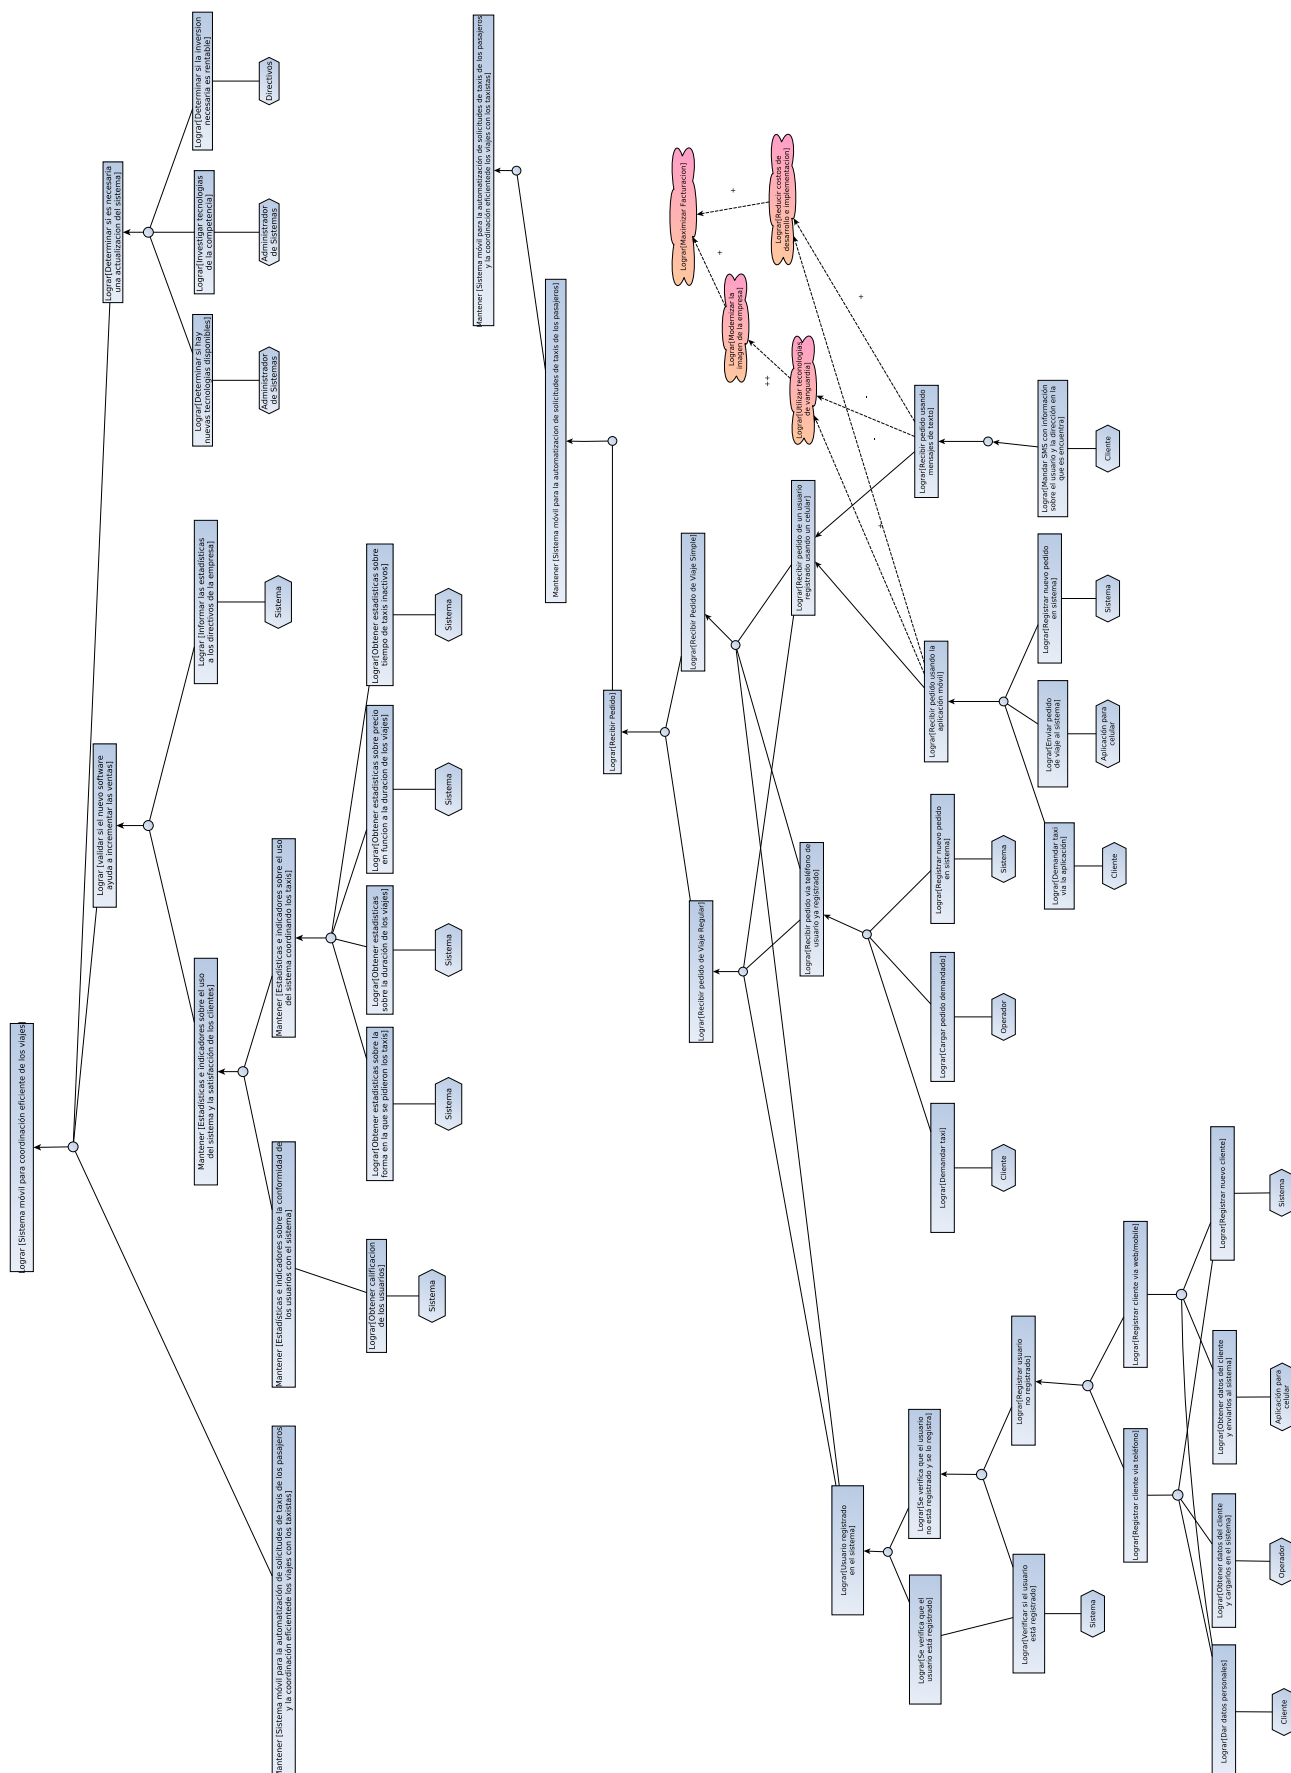 Lograr [Sistema móvil para coordinación eficiente de los viajes]
Lograr [validar si el nuevo software
ayuda a incrementar las ventas]
Lograr[Determinar si es necesaria
una actualizacion del sistema]
Mantener [Estadísticas e indicadores sobre el uso
del sistema y la satisfacción de los clientes]
Lograr [Informar las estadísticas
a los directivos de la empresa]
Lograr[Determinar si hay
nuevas tecnologías disponibles]
Lograr[Investigar tecnologías
de la competencia]
Lograr[Determinar si la inversion
necesaria es rentable]
Sistema
Administrador
de Sistemas
Administrador
de Sistemas
Directivos
Mantener [Sistema móvil para la automatización de solicitudes de taxis de los pasajeros
y la coordinación eficientede los viajes con los taxistas]
Mantener [Estadísticas e indicadores sobre la conformidad de
los usuarios con el sistema]
Mantener [Estadísticas e indicadores sobre el uso
del sistema coordinando los taxis]
Lograr[Obtener calificacion
de los usuarios]
Lograr[Obtener estadísticas sobre la
forma en la que se pidieron los taxis]
Lograr[Obtener estadísticas
sobre la duración de los viajes]
Lograr[Obtener estadísticas sobre precio
en funcion a la duracion de los viajes]
Lograr[Obtener estadísticas sobre
tiempo de taxis inactivos]
Sistema
Sistema
Sistema
Sistema
Sistema
Mantener [Sistema móvil para la automatización de solicitudes de taxis de los pasajeros
y la coordinación eficientede los viajes con los taxistas]
Mantener [Sistema móvil para la automatizacion de solicitudes de taxis de los pasajeros]
Lograr[Recibir Pedido]
Lograr[Recibir pedido de Viaje Regular]
Lograr[Recibir Pedido de Viaje Simple]
Lograr[Maximizar Facturacion]
Lograr[Modernizar la
imagen de la empresa]
+
+
++
Lograr[Utilizar teconologias
de vanguardia]
Lograr[Reducir costos de
desarrollo e implementacion]
Lograr[Recibir pedido via teléfono de
usuario ya registrado]
Lograr[Recibir pedido de un usuario
registrado usando un celular]
+
-
-
+
Lograr[Usuario registrado
en el sistema]
Lograr[Recibir pedido usando la
aplicación móvil]
Lograr[Recibir pedido usando
mensajes de texto]
Lograr[Se verifica que el
usuario está registrado]
Lograr[Se verifica que el usuario
no está registrado y se lo registra]
Lograr[Demandar taxi]
Lograr[Cargar pedido demandado]
Lograr[Registrar nuevo pedido
en sistema]
Cliente
Operador
Sistema
Lograr[Demandar taxi
via la aplicación]
Lograr[Enviar pedido
de viaje al sistema]
Lograr[Registrar nuevo pedido
en sistema]
Lograr[Mandar SMS con información
sobre el usuario y la dirección en la
que es encuentra]
Cliente
Aplicación para
celular
Sistema
Cliente
Lograr[Verificar si el usuario
está registrado]
Lograr[Registrar usuario
no registrado]
Sistema
Lograr[Registrar cliente via teléfono]
Lograr[Registrar cliente via web/mobile]
Lograr[Dar datos personales]
Lograr[Obtener datos del cliente
y cargarlos en el sistema]
Lograr[Obtener datos del cliente
y enviarlos al sistema]
Lograr[Registrar nuevo cliente]
Cliente
Operador
Aplicación para
celular
Sistema